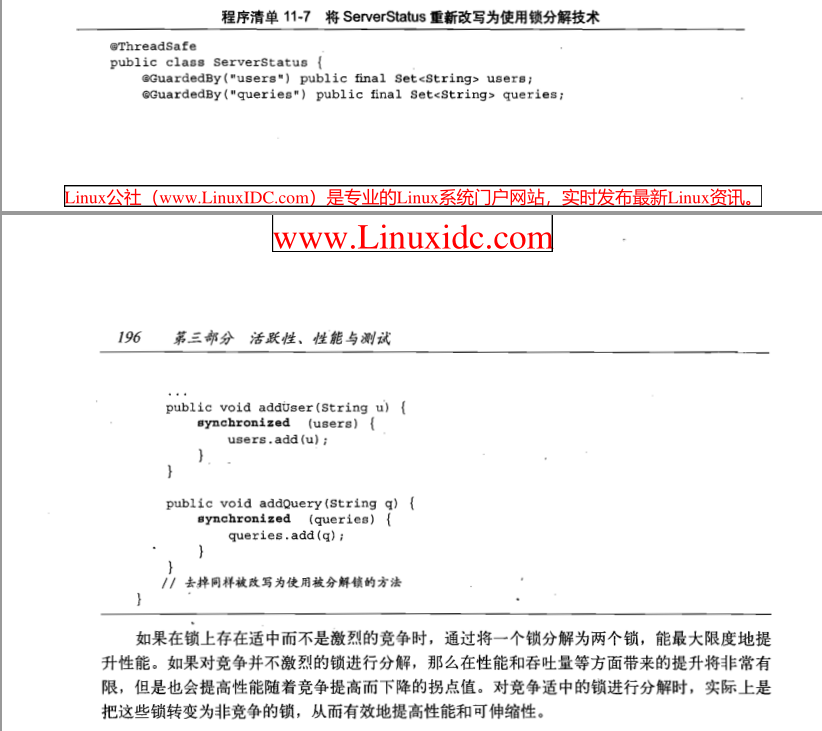 程序清单 11-7 将 ServerStatus 重新改写为使用锁分解技术
@ThreadSafe
public class ServerStatus {
@GuardedBy("users") public final Set<String> users;
@GuardedBy("queries") public final Set<String> queries;
Linux公社（www.LinuxIDC.com）是专业的Linux系统门户网站，实时发布最新Linux资讯。
www.Linuxidc.com
196 第三部分 活跃性、性能与测试
...
public void addUser(String u) {
synchronized (users) {
users.add(u);
}
}
public void addQuery(String q) {
synchronized (queries) {
queries.add(q);
}
}
// 去掉同样被改写为使用被分解锁的方法
}
如果在锁上存在适中而不是激烈的竞争时，通过将一个锁分解为两个锁，能最大限度地提
升性能。如果对竞争并不激烈的锁进行分解，那么在性能和吞吐量等方面带来的提升将非常有
限，但是也会提高性能随着竞争提高而下降的拐点值。对竞争适中的锁进行分解时，实际上是
把这些锁转变为非竞争的锁，从而有效地提高性能和可伸缩性。